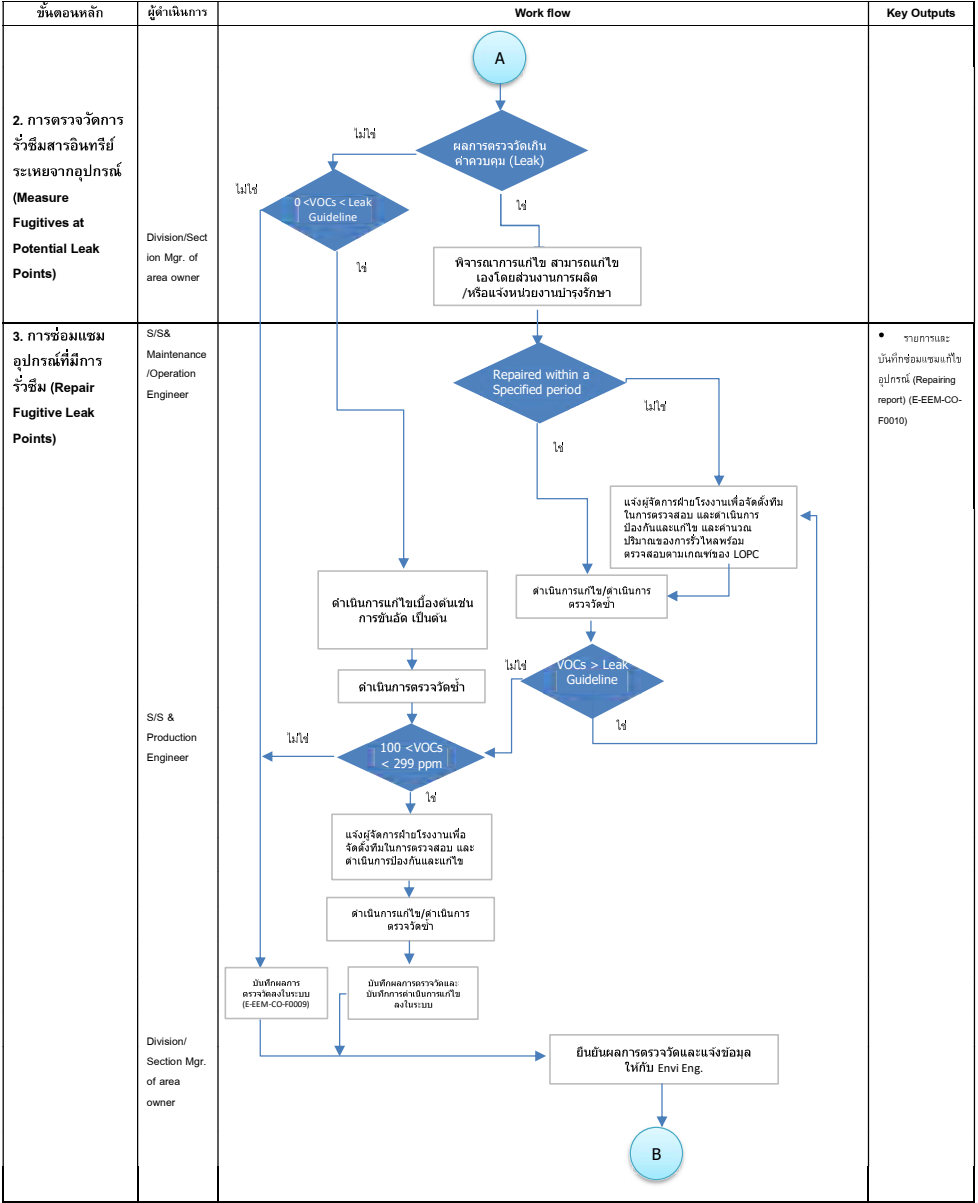 ขั้นตอนหลัก
ผู้ดำเนินการ
Work flow
Key Outputs
2. การตรวจวัดการ
รั่วซึมสารอินทรีย์
ระเหยจากอุปกรณ์
(Measure
Fugitives at
Potential Leak
Points)
Division/Sect
ion Mgr. of
area owner
A
ผลการตรวจวัดเกิน
ค่าควบคุม (Leak)
ไม่ใช่
ใช่
0 <VOCs < Leak
Guideline
ไม่ใช่
ใช่
พิจารณาการแก้ไข สามารถแก้ไข
เองโดยส่วนงานการผลิต
/หรือแจ้งหน่วยงานบำรุงรักษา
3. การซ่อมแซม
อุปกรณ์ที่มีการ
รั่วซึม (Repair
Fugitive Leak
Points)
S/S&
Maintenance
/Operation
Engineer
Repaired within a
Specified period
ไม่ใช่
ใช่
• รายการและ
บันทึกซ่อมแซมแก้ไข
อุปกรณ์ (Repairing
report) (E-EEM-CO-
F0010)
แจ้งผู้จัดการฝ่ายโรงงานเพื่อจัดตั้งทีม
ในการตรวจสอบ และดำเนินการ
ป้องกันและแก้ไข และคำนวณ
ปริมาณของการรั่วไหลพร้อม
ตรวจสอบตามเกณฑ์ของ LOPC
ดำเนินการแก้ไขเบื้องต้นเช่น
การขันอัด เป็นต้น
ดำเนินการแก้ไข/ดำเนินการ
ตรวจวัดซ้ำ
ดำเนินการตรวจวัดซ้ำ
VOCs > Leak
Guideline
ไม่ใช่
ใช่
S/S &
Production
Engineer
100 <VOCs
< 299 ppm
ไม่ใช่
ใช่
แจ้งผู้จัดการฝ่ายโรงงานเพื่อ
จัดตั้งทีมในการตรวจสอบ และ
ดำเนินการป้องกันและแก้ไข
ดำเนินการแก้ไข/ดำเนินการ
ตรวจวัดซ้ำ
บันทึกผลการ
ตรวจวัดลงในระบบ
(E-EEM-CO-F0009)
บันทึกผลการตรวจวัดและ
บันทึกการดำเนินการแก้ไข
ลงในระบบ
Division/
Section Mgr.
of area
owner
ยืนยันผลการตรวจวัดและแจ้งข้อมูล
ให้กับ Envi Eng.
B